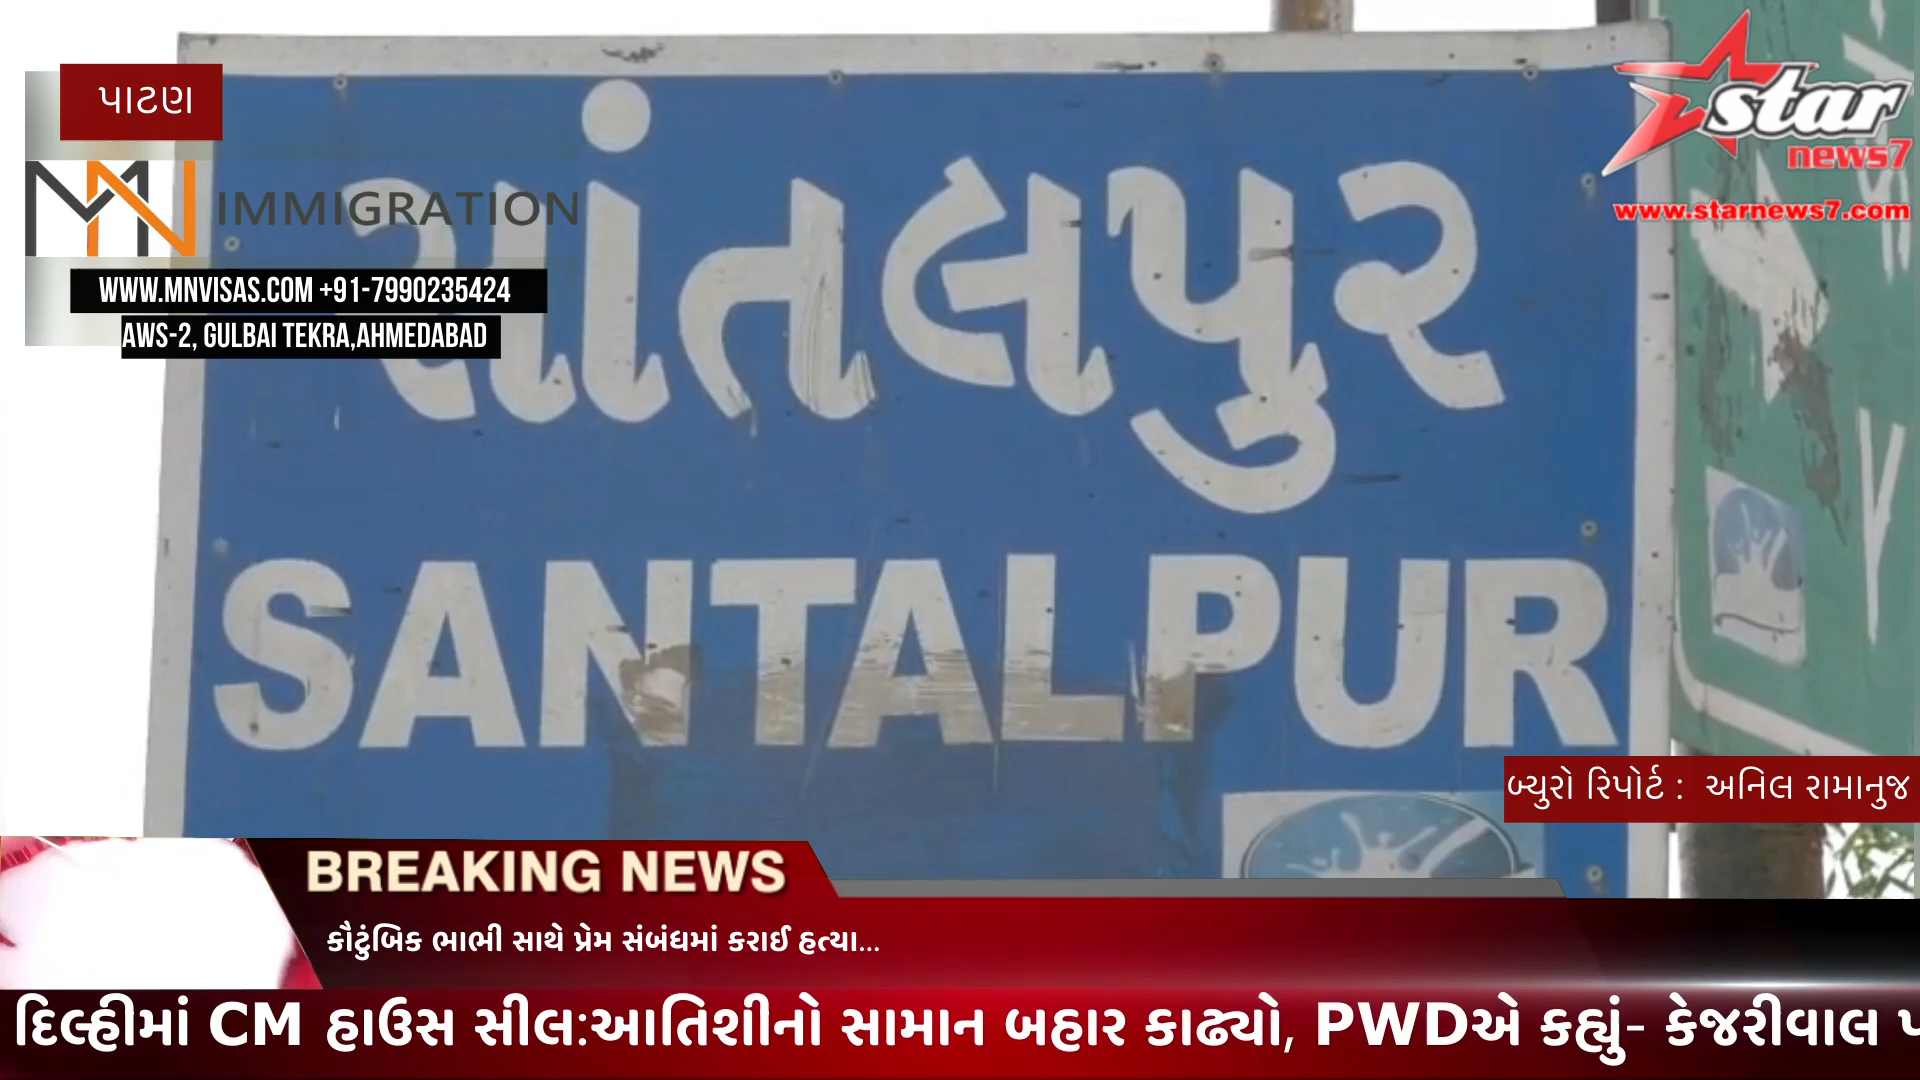 પાટણ
MN IMMIGRATION
WWW.MNVISAS.COM +91-7990235424
AWS-2, GULBAI TEKRA,AHMEDABAD
star
news7
www.starnews7.com
સાંતલપુર
SANTALPUR
બ્યુરો રિપોર્ટ : અનિલ રામાનુજ
BREAKING NEWS
કૌટુંબિક ભાભી સાથે પ્રેમ સંબંધમાં કરાઈ હત્યા...
દિલ્હીમાં CM હાઉસ સીલ:આતિશીનો સામાન બહાર કાઢ્યો, PWDએ કહ્યું- કેજરીવાલ